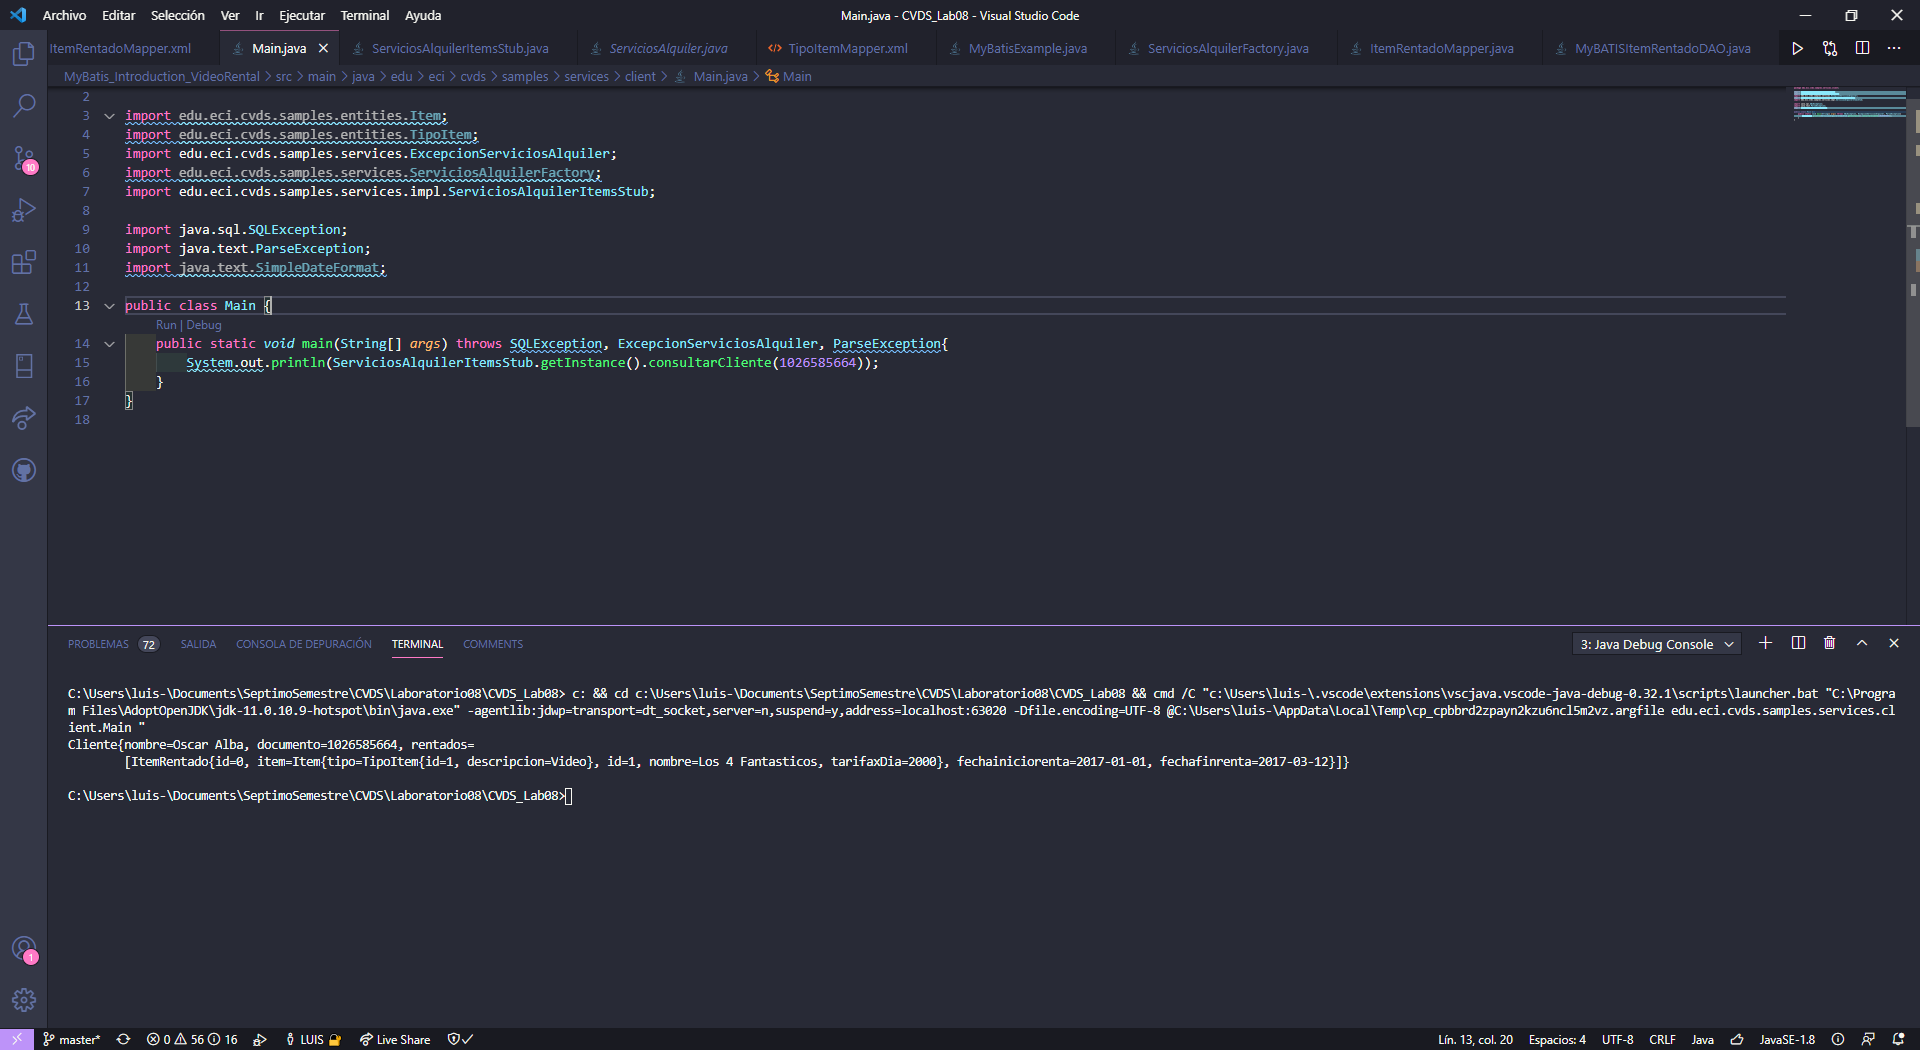 Archivo Editar Selección Ver Ir Ejecutar Terminal Ayuda Main.java - CVDS_Lab08 - Visual Studio Code
ItemRentadoMapper.xml Main.java ServiciosAlquilerItemsStub.java ServiciosAlquiler.java TipoItemMapper.xml MyBatisExample.java ServiciosAlquilerFactory.java ItemRentadoMapper.java MyBATISItemRentadoDAO.java
MyBatis_Introduction_VideoRental > src > main > java > edu > eci > cvds > samples > services > client > Main.java > Main
2
3 import edu.eci.cvds.samples.entities.Item;
4 import edu.eci.cvds.samples.entities.TipoItem;
5 import edu.eci.cvds.samples.services.ExcepcionServiciosAlquiler;
6 import edu.eci.cvds.samples.services.ServiciosAlquilerFactory;
7 import edu.eci.cvds.samples.services.impl.ServiciosAlquilerItemsStub;
8
9 import java.sql.SQLException;
10 import java.text.ParseException;
11 import java.text.SimpleDateFormat;
12
13 public class Main {
Run | Debug
14 public static void main(String[] args) throws SQLException, ExcepcionServiciosAlquiler, ParseException{
15 System.out.println(ServiciosAlquilerItemsStub.getInstance().consultarCliente(1026585664));
16 }
17 }
18
10
PROBLEMAS 72 SALIDA CONSOLA DE DEPURACIÓN TERMINAL COMMENTS 3: Java Debug Console
C:\Users\luis-\Documents\SeptimoSemestre\CVDS\Laboratorio08\CVDS_Lab08> c: && cd c:\Users\luis-\Documents\SeptimoSemestre\CVDS\Laboratorio08\CVDS_Lab08 && cmd /C "c:\Users\luis-\.vscode\extensions\vscjava.vscode-java-debug-0.32.1\scripts\launcher.bat "C:\Progra
m Files\AdoptOpenJDK\jdk-11.0.10.9-hotspot\bin\java.exe" -agentlib:jdwp=transport=dt_socket,server=n,suspend=y,address=localhost:63020 -Dfile.encoding=UTF-8 @C:\Users\luis-\AppData\Local\Temp\cp_cpbbrd2zpayn2kzu6ncl5m2vz.argfile edu.eci.cvds.samples.services.cl
ient.Main "
Cliente{nombre=Oscar Alba, documento=1026585664, rentados=
[ItemRentado{id=0, item=Item{tipo=TipoItem{id=1, descripcion=Video}, id=1, nombre=Los 4 Fantasticos, tarifaxDia=2000}, fechainiciorenta=2017-01-01, fechafinrenta=2017-03-12}]}
C:\Users\luis-\Documents\SeptimoSemestre\CVDS\Laboratorio08\CVDS_Lab08>
1
master* 0 56 16 LUIS Live Share Lín. 13, col. 20 Espacios: 4 UTF-8 CRLF Java JavaSE-1.8